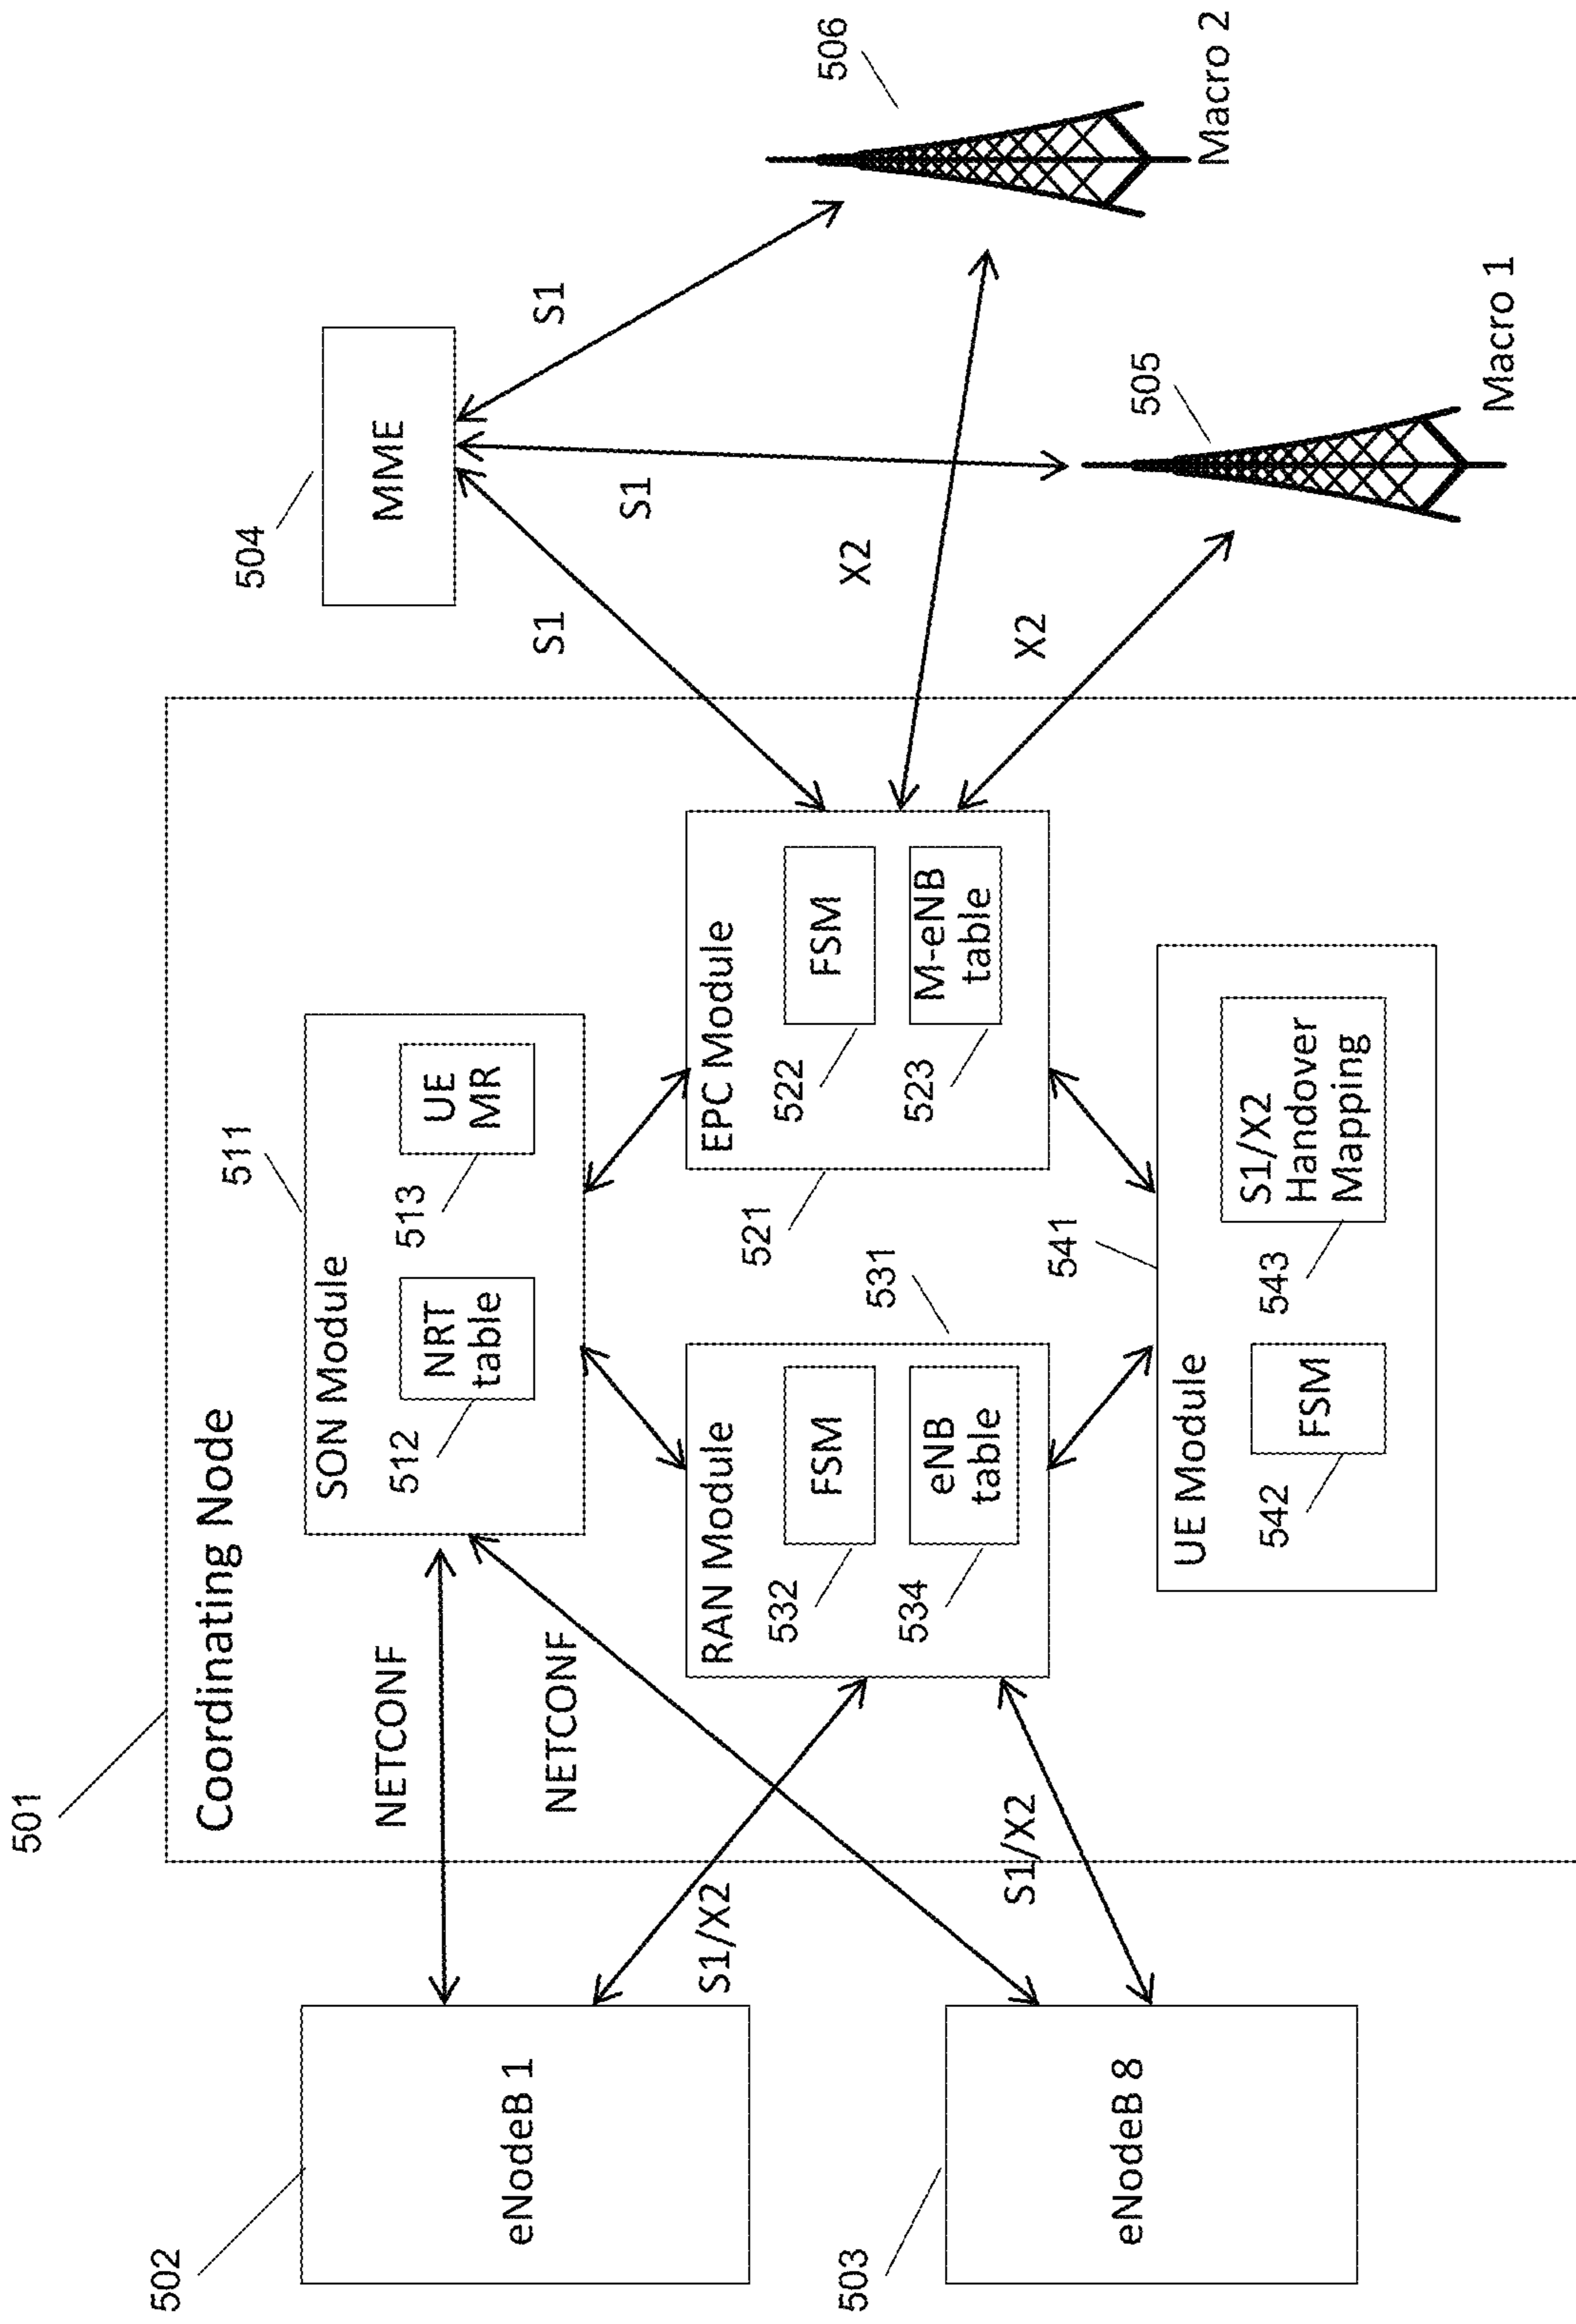 501
Coordinating Node
502
eNodeB 1
503
eNodeB 8
NETCONF
NETCONF
S1/X2
S1/X2
SON Module
511
512
NRT
table
513
UE
MR
RAN Module
531
532
FSM
534
eNB
table
EPC Module
521
522
FSM
523
M-eNB
table
UE Module
541
542
FSM
543
S1/X2
Handover
Mapping
504
MME
S1
S1
S1
X2
X2
505
Macro 1
506
Macro 2